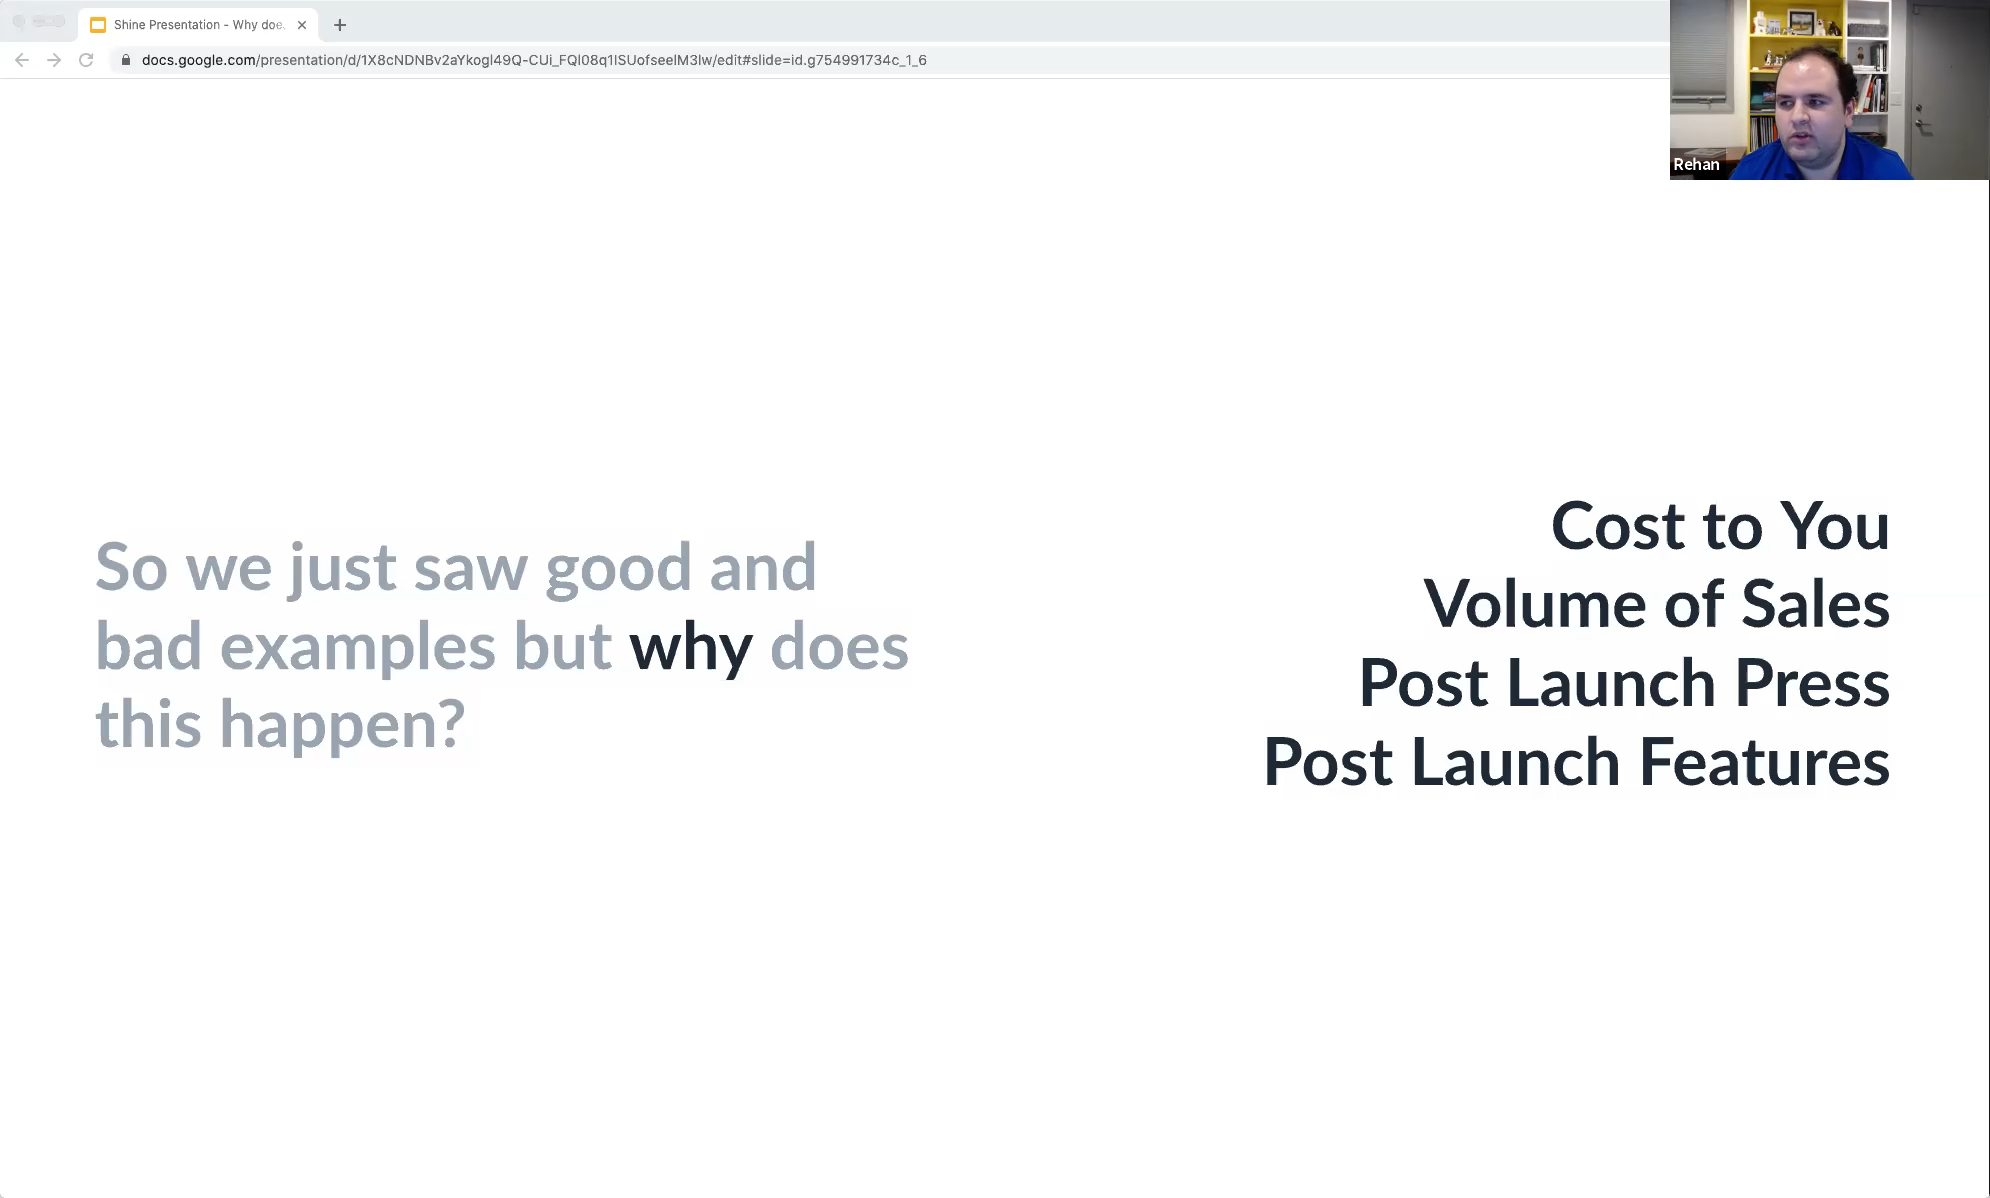 Shine Presentation - Why doe
docs.google.com/presentation/d/1X8cNDNBv2aYkogl49Q-CUi_FQl08q1lSUofseelM3lw/edit#slide=id.g754991734c_1_6
Rehan
So we just saw good and
bad examples but why does
this happen?
Cost to You
Volume of Sales
Post Launch Press
Post Launch Features